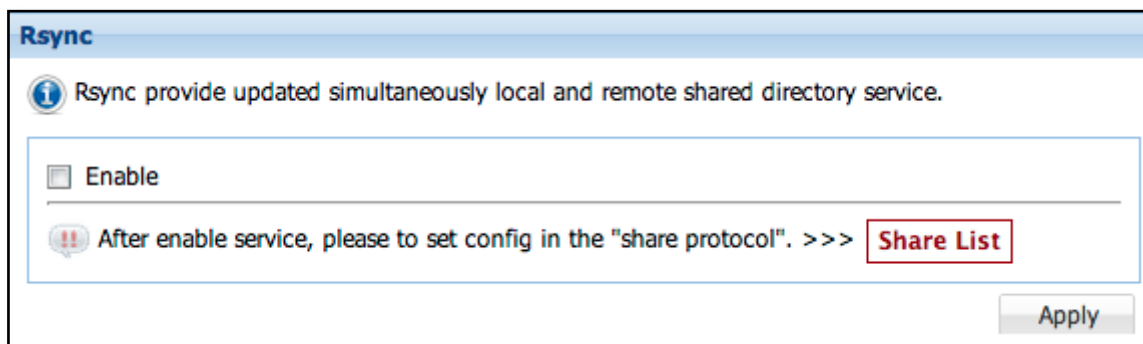 Rsync
Rsync provide updated simultaneously local and remote shared directory service.
Enable
!! After enable service, please to set config in the "share protocol". >>> Share List
Apply